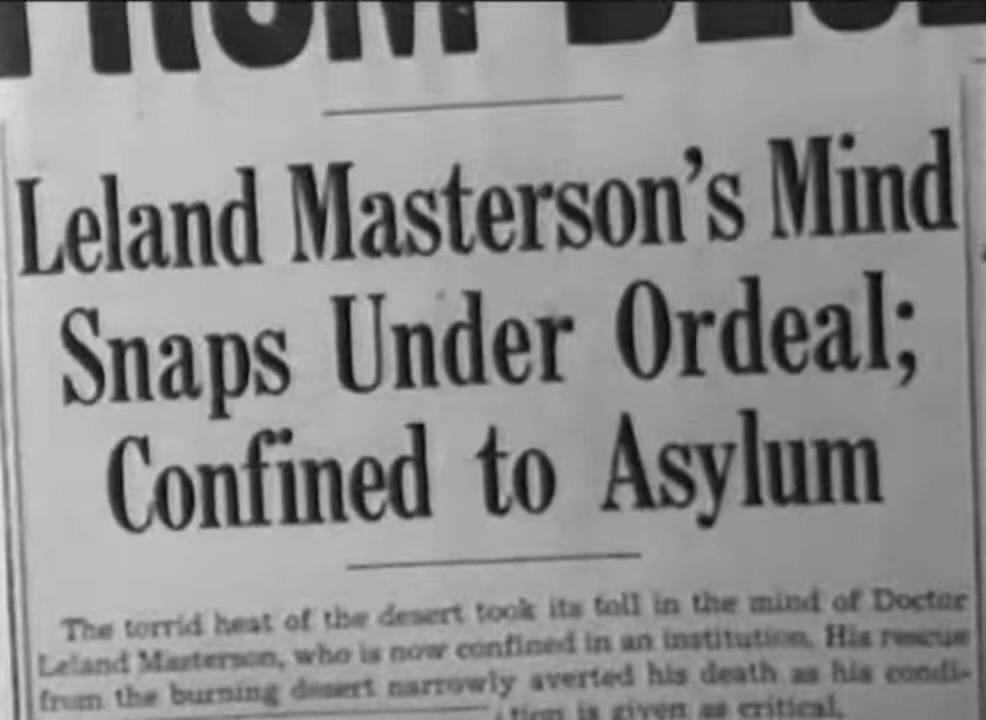 FROM
Leland Masterson's Mind
Snaps Under Ordeal;
Confined to Asylum
The torrid heat of the desert took its toll in the mind of Doctor
Leland Masterson, who is now confined in an institution. His rescue
from the burning desert narrowly averted his death as his condi-
tion is given as critical.